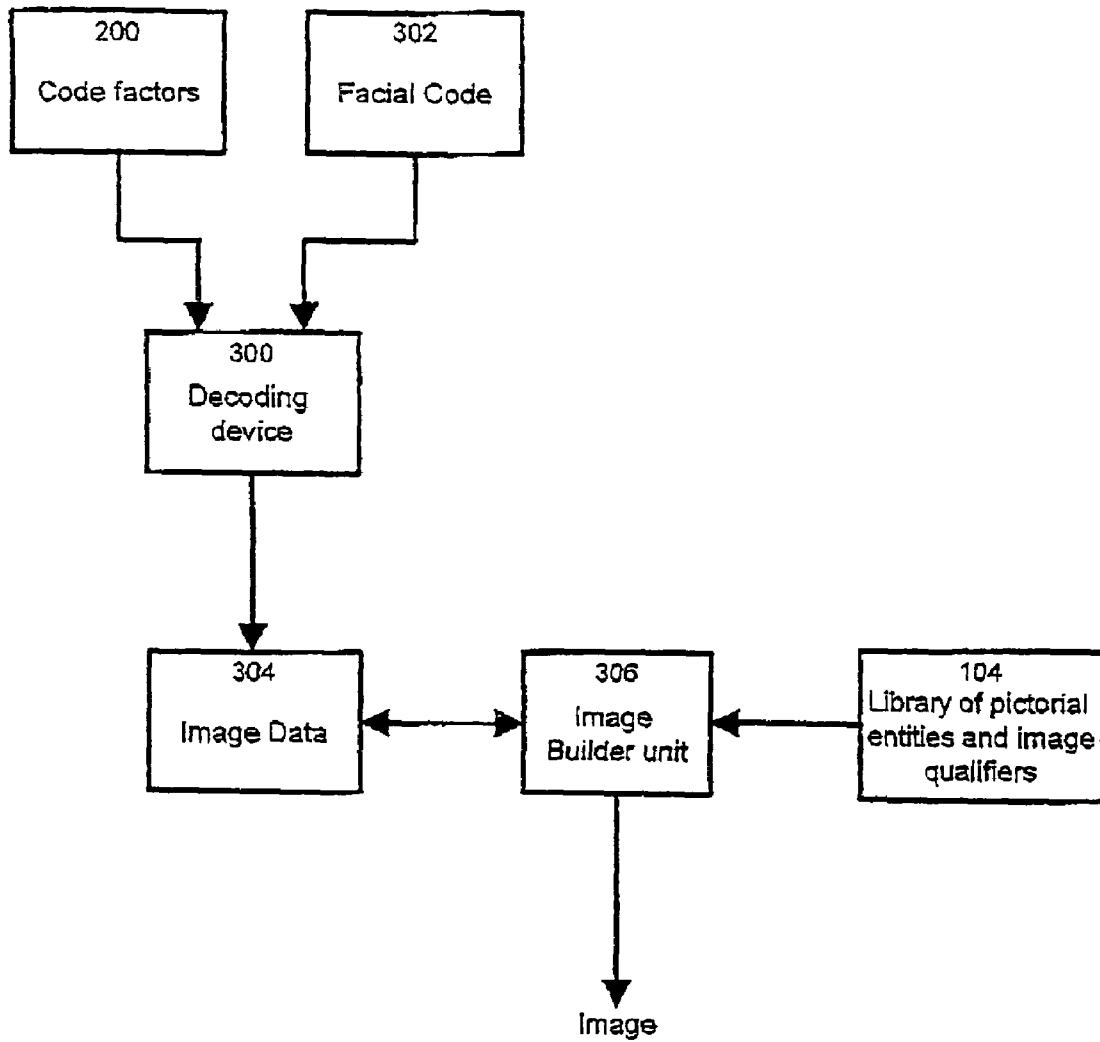 200
Code factors
302
Facial Code
300
Decoding
device
304
Image Data
306
Image
Builder unit
104
Library of pictorial
entities and image
qualifiers
Image